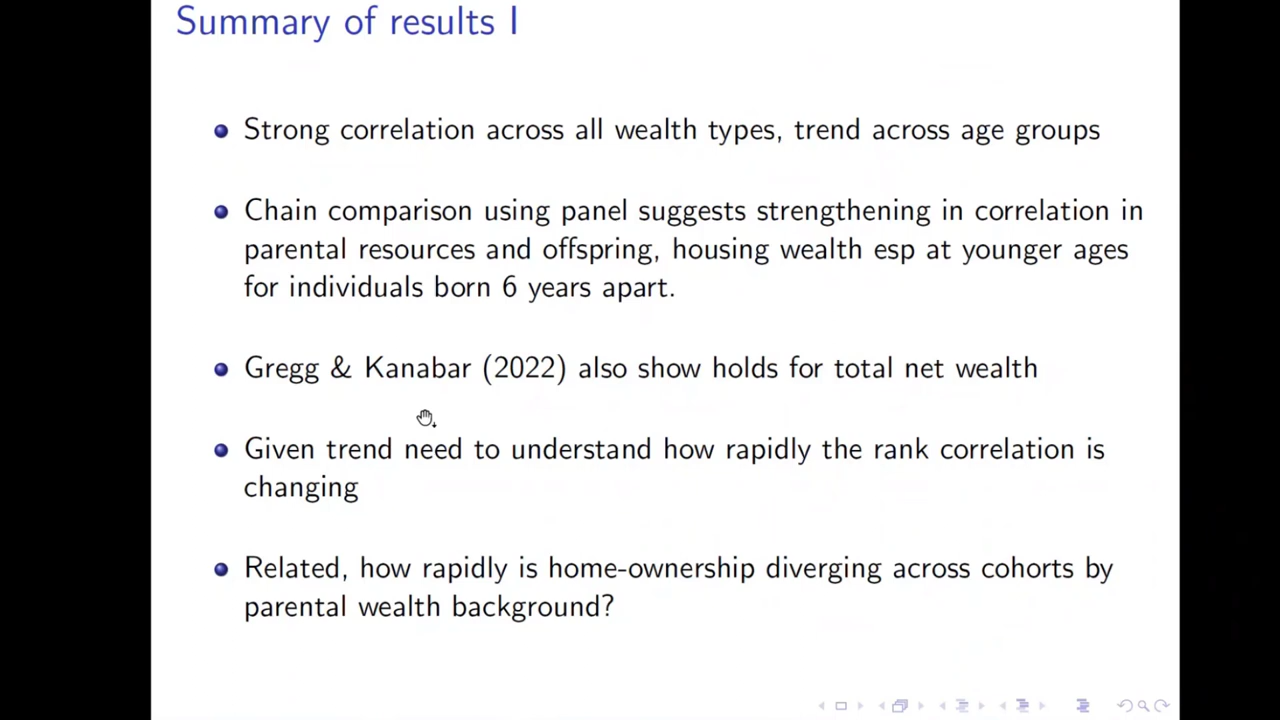 Summary of results I
Strong correlation across all wealth types, trend across age groups
Chain comparison using panel suggests strengthening in correlation in
parental resources and offspring, housing wealth esp at younger ages
for individuals born 6 years apart.
Gregg & Kanabar (2022) also show holds for total net wealth
Given trend need to understand how rapidly the rank correlation is
changing
Related, how rapidly is home-ownership diverging across cohorts by
parental wealth background?